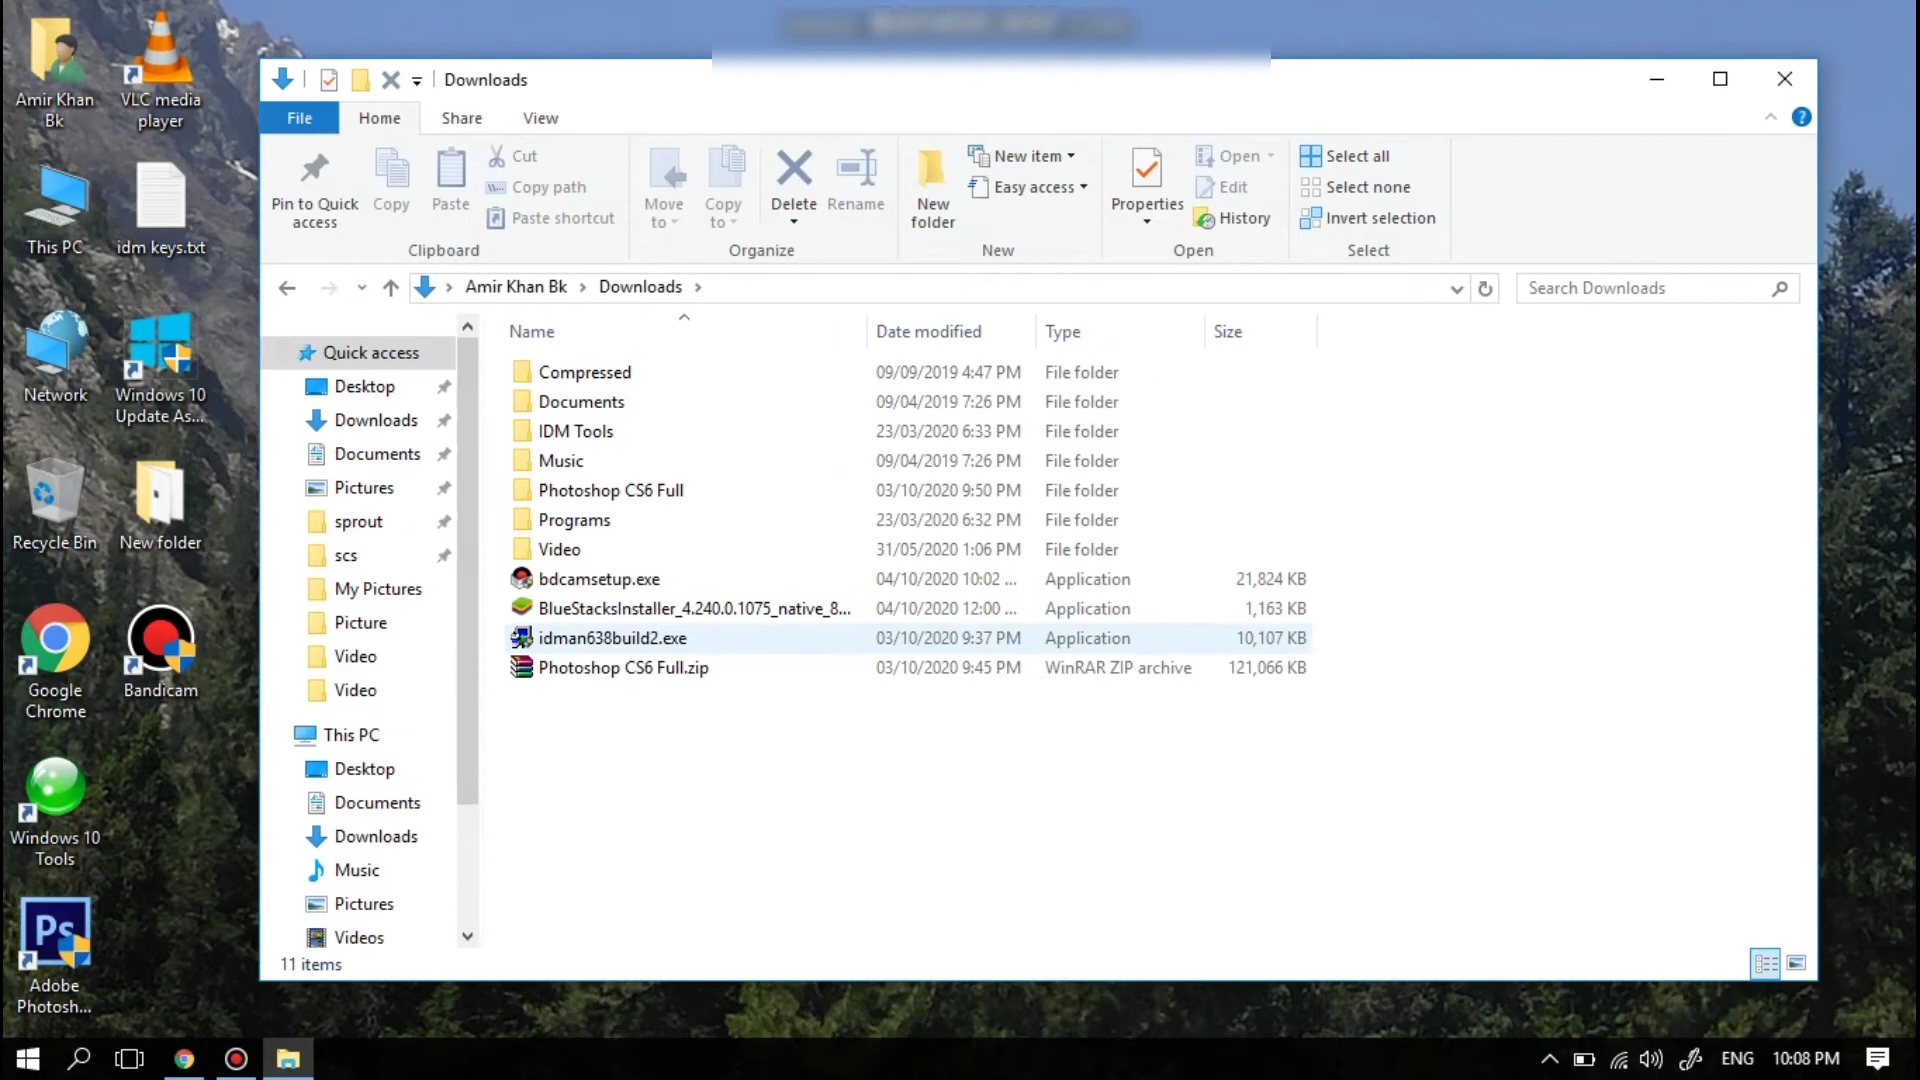 Amir Khan Bk
VLC media player
This PC
idm keys.txt
Network
Windows 10 Update As...
Recycle Bin
New folder
Google Chrome
Bandicam
Windows 10 Tools
Ps
Adobe Photosh...
Downloads
File
Home
Share
View
Pin to Quick access
Copy
Paste
Cut
Copy path
Paste shortcut
Clipboard
Move to
Copy to
Delete
Rename
Organize
New folder
New item
Easy access
New
Properties
Open
Edit
History
Open
Select all
Select none
Invert selection
Select
Amir Khan Bk
Downloads
Search Downloads
Quick access
Desktop
Downloads
Documents
Pictures
sprout
scs
My Pictures
Picture
Video
Video
This PC
Desktop
Documents
Downloads
Music
Pictures
Videos
Name Date modified Type Size
Compressed 09/09/2019 4:47 PM File folder
Documents 09/04/2019 7:26 PM File folder
IDM Tools 23/03/2020 6:33 PM File folder
Music 09/04/2019 7:26 PM File folder
Photoshop CS6 Full 03/10/2020 9:50 PM File folder
Programs 23/03/2020 6:32 PM File folder
Video 31/05/2020 1:06 PM File folder
bdcamsetup.exe 04/10/2020 10:02 ... Application 21,824 KB
BlueStacksInstaller_4.240.0.1075_native_8... 04/10/2020 12:00 ... Application 1,163 KB
idman638build2.exe 03/10/2020 9:37 PM Application 10,107 KB
Photoshop CS6 Full.zip 03/10/2020 9:45 PM WinRAR ZIP archive 121,066 KB
11 items
ENG
10:08 PM